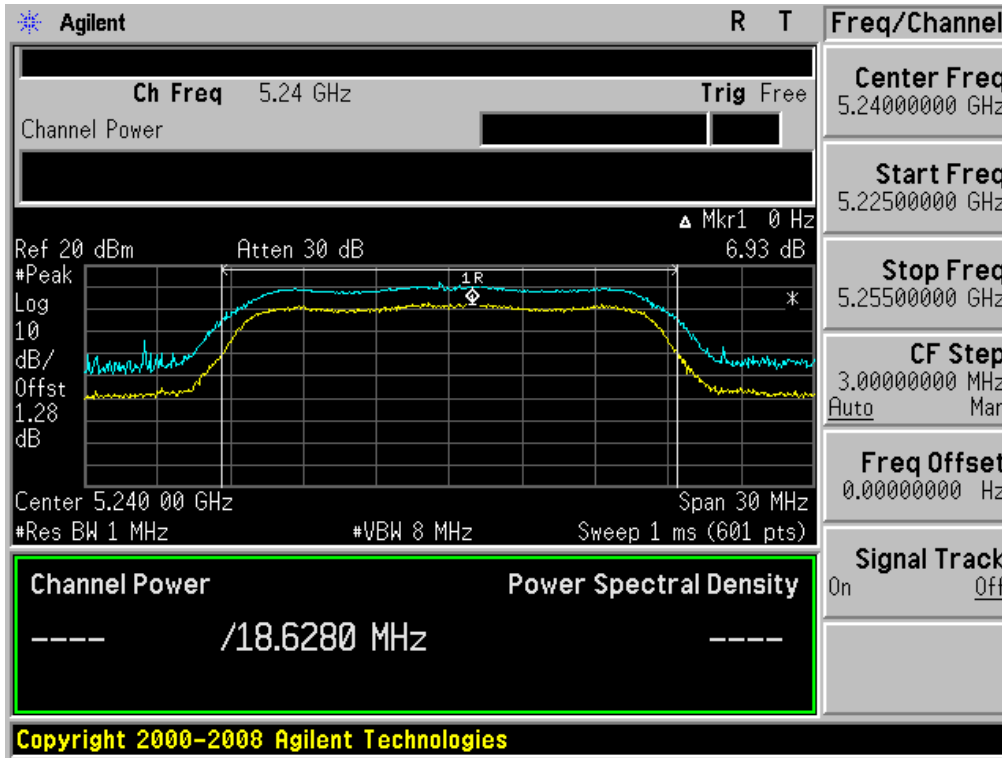 Agilent R T Freq/Channel
Ch Freq 5.24 GHz Trig Free
Channel Power
Center Freq
5.24000000 GHz
Start Freq
5.22500000 GHz
Stop Freq
5.25500000 GHz
CF Step
3.00000000 MHz
Auto Man
Freq Offset
0.00000000 Hz
Signal Track
On Off
Δ Mkr1 0 Hz
Ref 20 dBm Atten 30 dB 6.93 dB
#Peak
Log
10
dB/
Offst
1.28
dB
1R
*
Center 5.240 00 GHz Span 30 MHz
#Res BW 1 MHz #VBW 8 MHz Sweep 1 ms (601 pts)
Channel Power Power Spectral Density
---- /18.6280 MHz ----
Copyright 2000-2008 Agilent Technologies